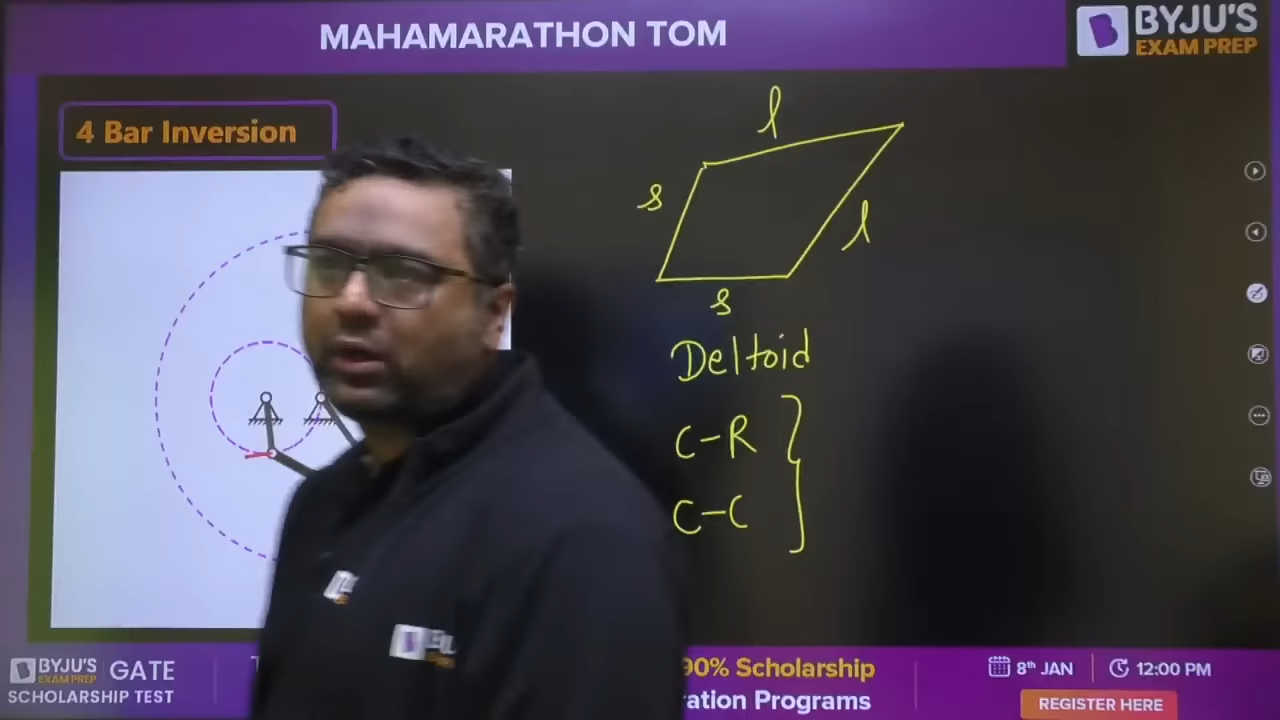 MAHAMARATHON TOM
BYJU'S
EXAM PREP
4 Bar Inversion
l
s
l
s
Deltoid
C-R
C-C
BYJU'S
EXAM PREP
GATE
SCHOLARSHIP TEST
90% Scholarship
ration Programs
8th JAN
12:00 PM
REGISTER HERE